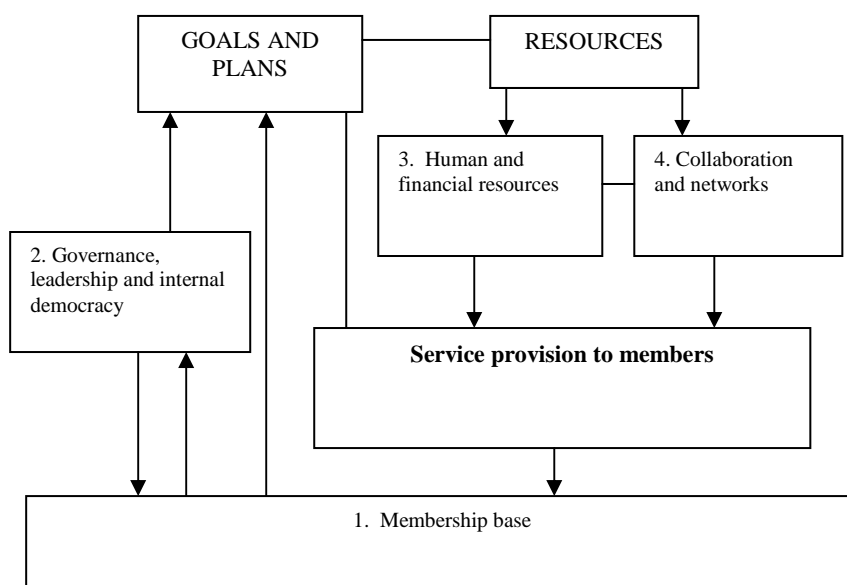 GOALS AND
PLANS
RESOURCES
3. Human and
financial resources
4. Collaboration
and networks
2. Governance,
leadership and internal
democracy
Service provision to members
1. Membership base